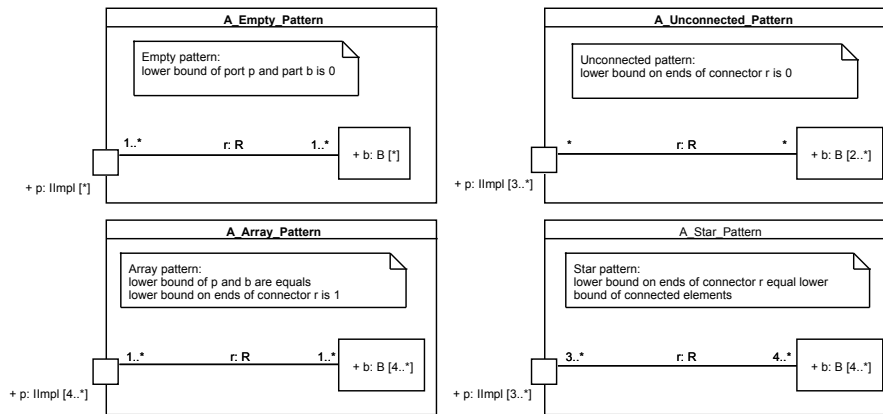 A_Empty_Pattern
Empty pattern:
lower bound of port p and part b is 0
1..* r: R 1..*
+ b: B [*]
+ p: IImpl [*]
A_Unconnected_Pattern
Unconnected pattern:
lower bound on ends of connector r is 0
* r: R *
+ b: B [2..*]
+ p: IImpl [3..*]
A_Array_Pattern
Array pattern:
lower bound of p and b are equals
lower bound on ends of connector r is 1
1..* r: R 1..*
+ b: B [4..*]
+ p: IImpl [4..*]
A_Star_Pattern
Star pattern:
lower bound on ends of connector r equal lower
bound of connected elements
3..* r: R 4..*
+ b: B [4..*]
+ p: IImpl [3..*]